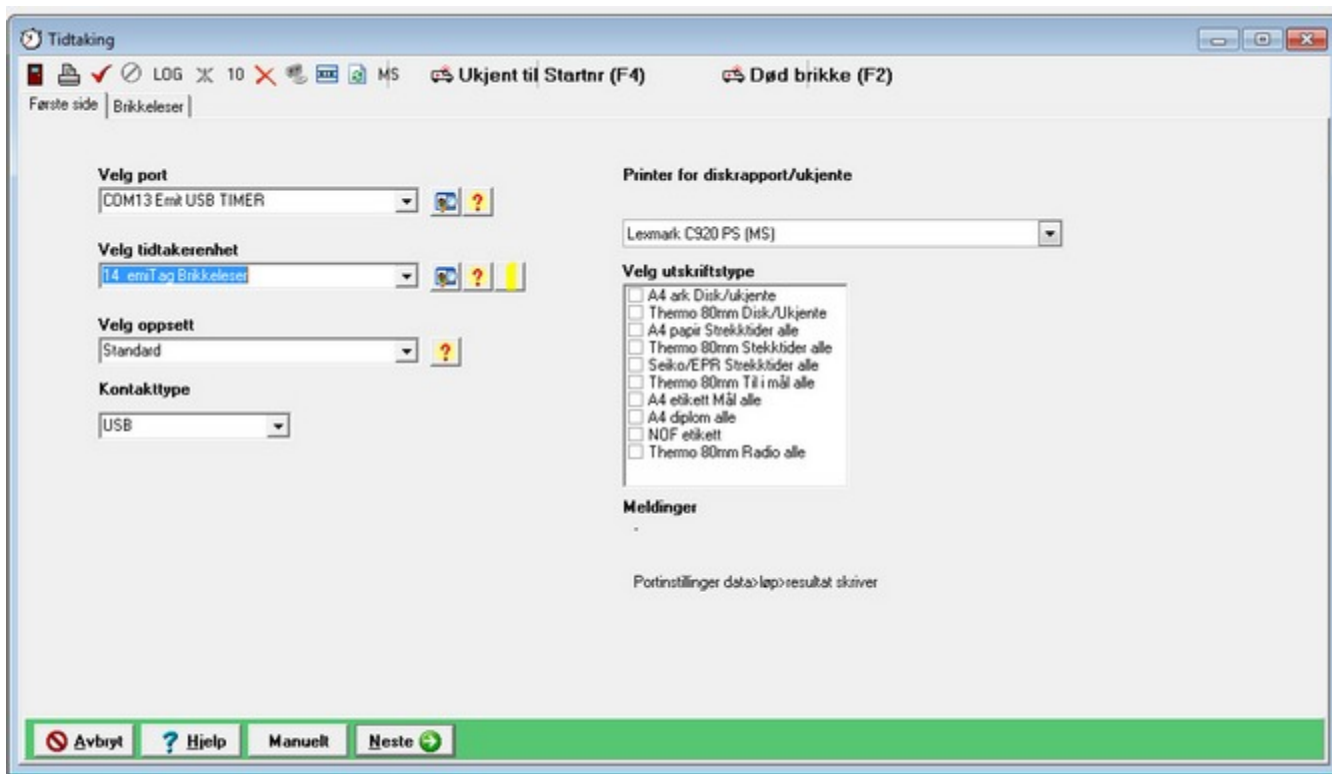 Tidtaking
LOG 10 MS Ukjent til Startnr (F4) Død brikke (F2)
Første side Brikkeleser
Velg port
COM13 Emit USB TIMER
Velg tidtakerenhet
14 emiTag Brikkeleser
Velg oppsett
Standard
Kontakttype
USB
Printer for diskrapport/ukjente
Lexmark C920 PS (MS)
Velg utskriftstype
A4 ark Disk/ukjente
Thermo 80mm Disk/Ukjente
A4 papir Strekktider alle
Thermo 80mm Stekktider alle
Seiko/EPR Strekktider alle
Thermo 80mm Til i mål alle
A4 etikett Mål alle
A4 diplom alle
NOF etikett
Thermo 80mm Radio alle
Meldinger
-
Portinstillinger data>løp>resultat skriver
Avbryt Hjelp Manuelt Neste